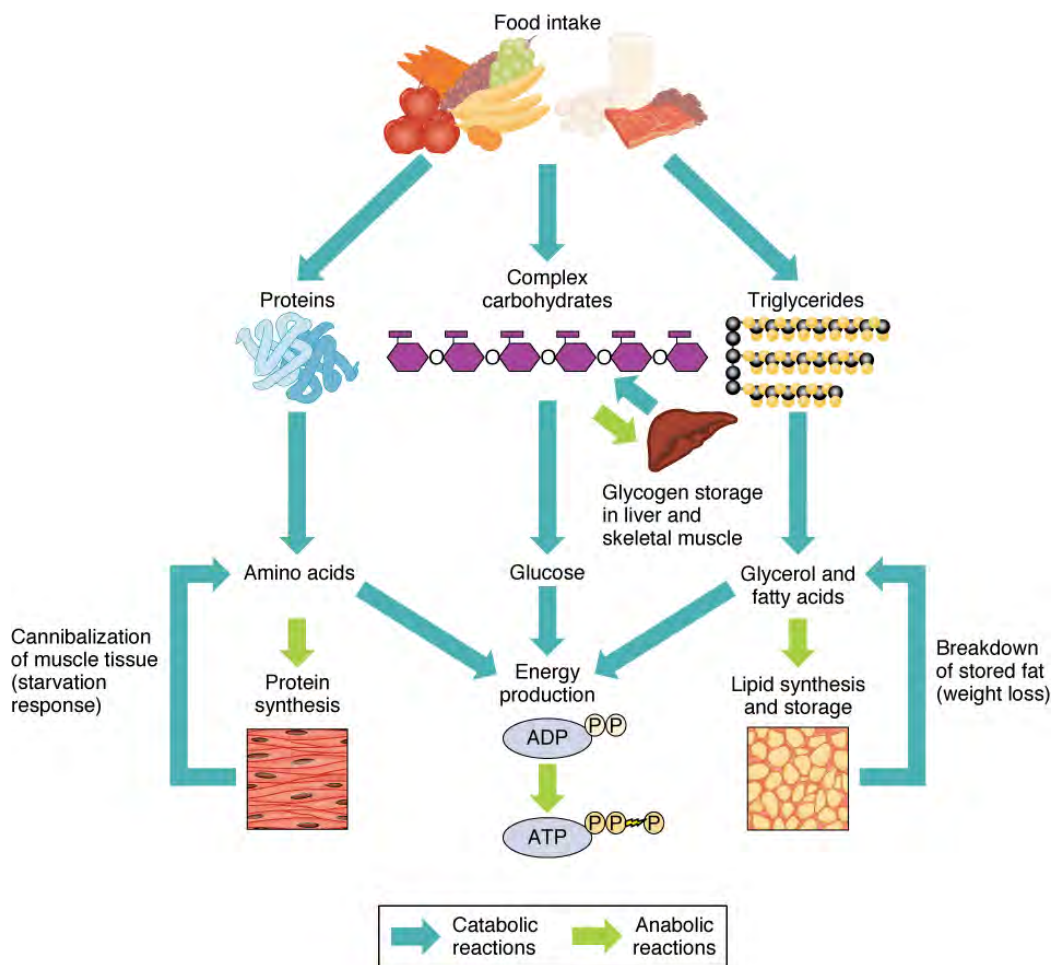 Food intake
Proteins
Complex
carbohydrates
Triglycerides
Glycogen storage
in liver and
skeletal muscle
Amino acids
Glucose
Glycerol and
fatty acids
Cannibalization
of muscle tissue
(starvation
response)
Protein
synthesis
Energy
production
Lipid synthesis
and storage
Breakdown
of stored fat
(weight loss)
ADP P P
ATP P P P
Catabolic
reactions
Anabolic
reactions